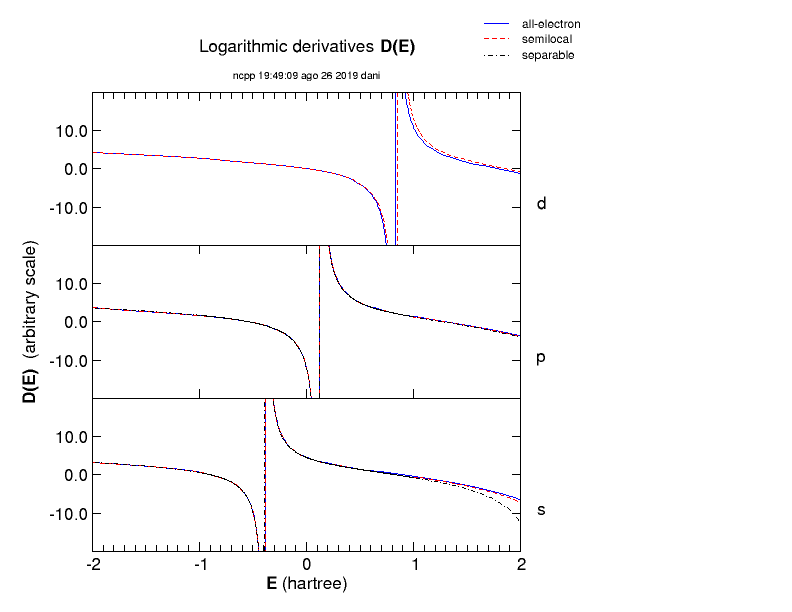 all-electron
semilocal
separable
Logarithmic derivatives D(E)
ncpp 19:49:09 ago 26 2019 dani
10.0
0.0
-10.0
d
10.0
0.0
-10.0
p
10.0
0.0
-10.0
s
D(E) (arbitrary scale)
-2 -1 0 1 2
E (hartree)